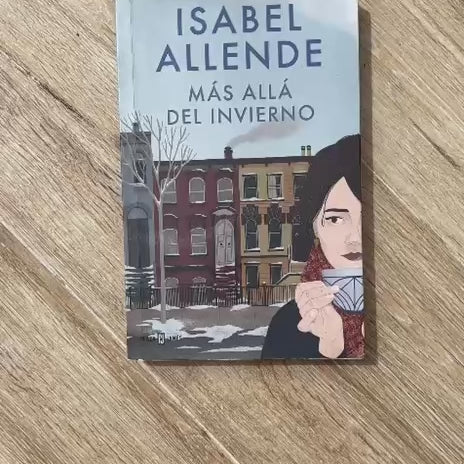 ISABEL
ALLENDE
MÁS ALLÁ
DEL INVIERNO